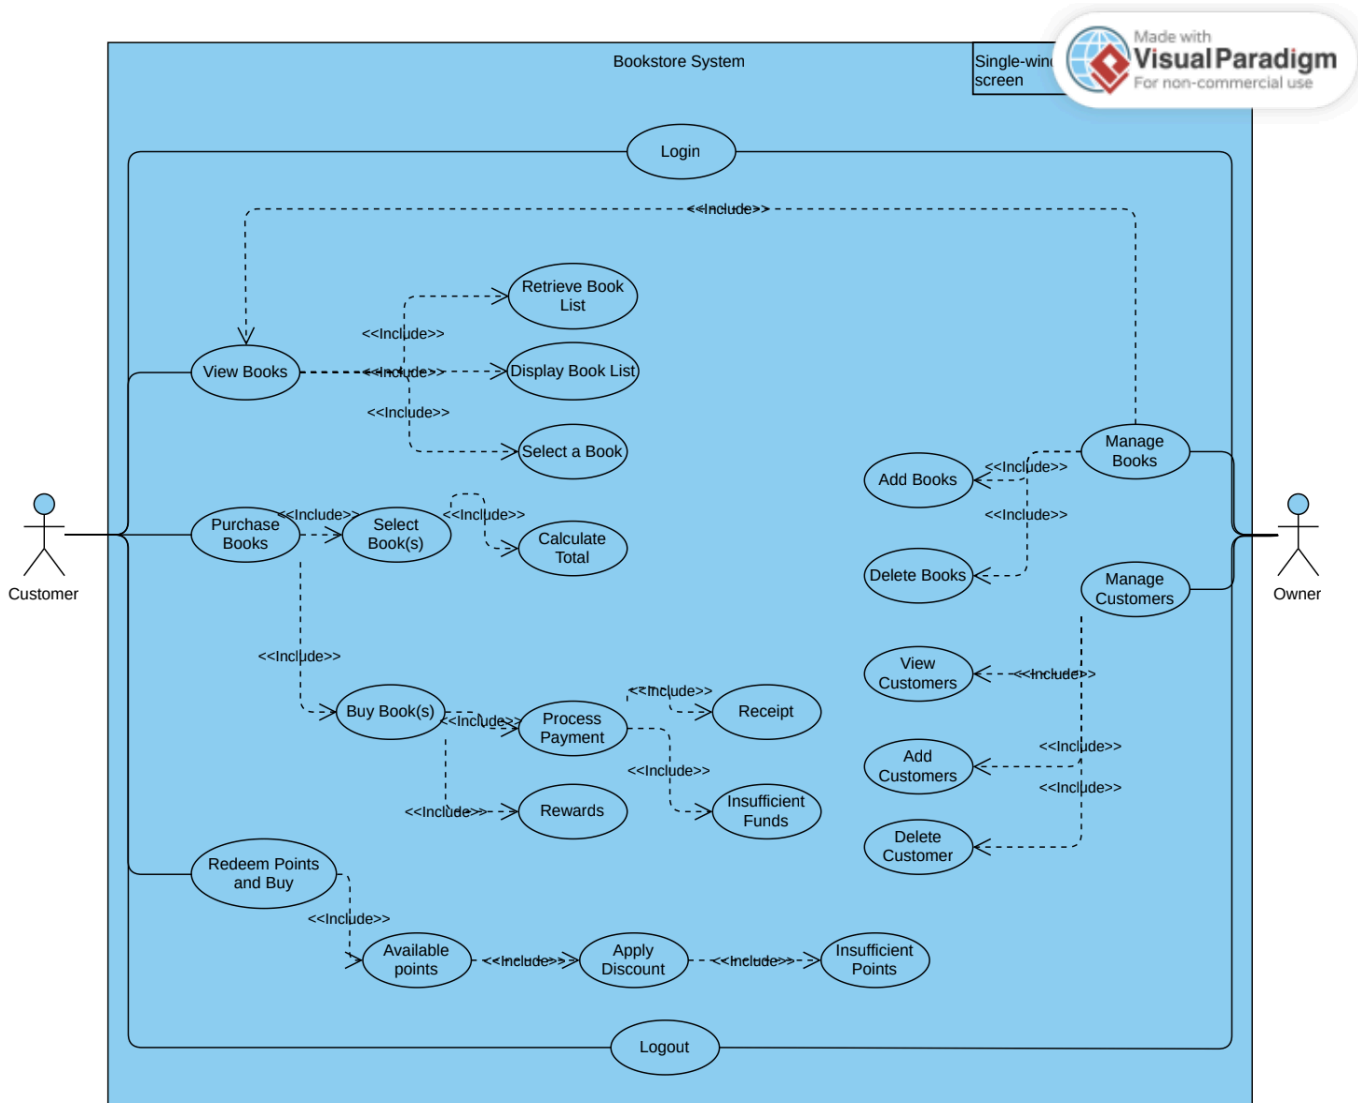 Made with
Visual Paradigm
For non-commercial use
Bookstore System
Single-win
screen
Login
<<Include>>
Retrieve Book
List
<<Include>>
View Books
<<Include>>
Display Book List
<<Include>>
Select a Book
Manage
Books
Add Books
<<Include>>
<<Include>>
Purchase
Books
<<Include>>
Select
Book(s)
<<Include>>
Calculate
Total
Delete Books
Manage
Customers
Customer
Owner
<<Include>>
View
Customers
<<Include>>
Buy Book(s)
<<Include>>
Process
Payment
<<Include>>
Receipt
<<Include>>
Add
Customers
<<Include>>
<<Include>>
<<Include>>
Rewards
Insufficient
Funds
Delete
Customer
Redeem Points
and Buy
<<Include>>
Available
points
<<Include>>
Apply
Discount
<<Include>>
Insufficient
Points
Logout